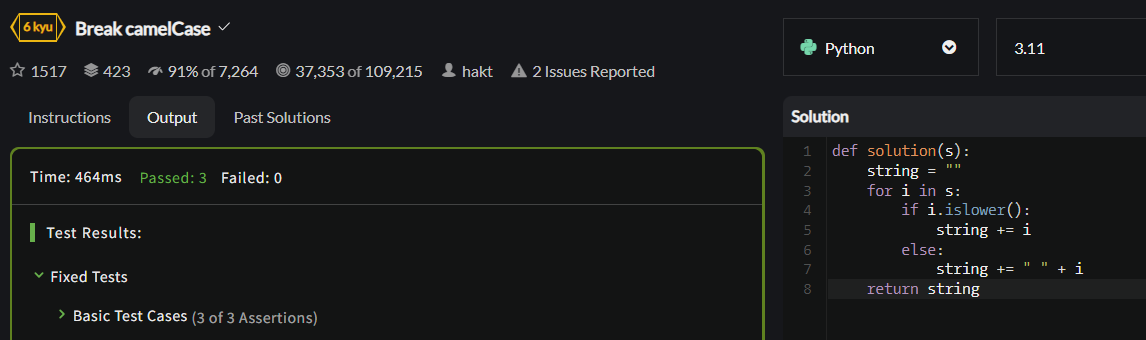 6 kyu Break camelCase
1517 423 91% of 7,264 37,353 of 109,215 hakt 2 Issues Reported
Instructions Output Past Solutions
Time: 464ms Passed: 3 Failed: 0
Test Results:
Fixed Tests
Basic Test Cases (3 of 3 Assertions)
Python 3.11
Solution
1 def solution(s):
2     string = ""
3     for i in s:
4         if i.islower():
5             string += i
6         else:
7             string += " " + i
8     return string